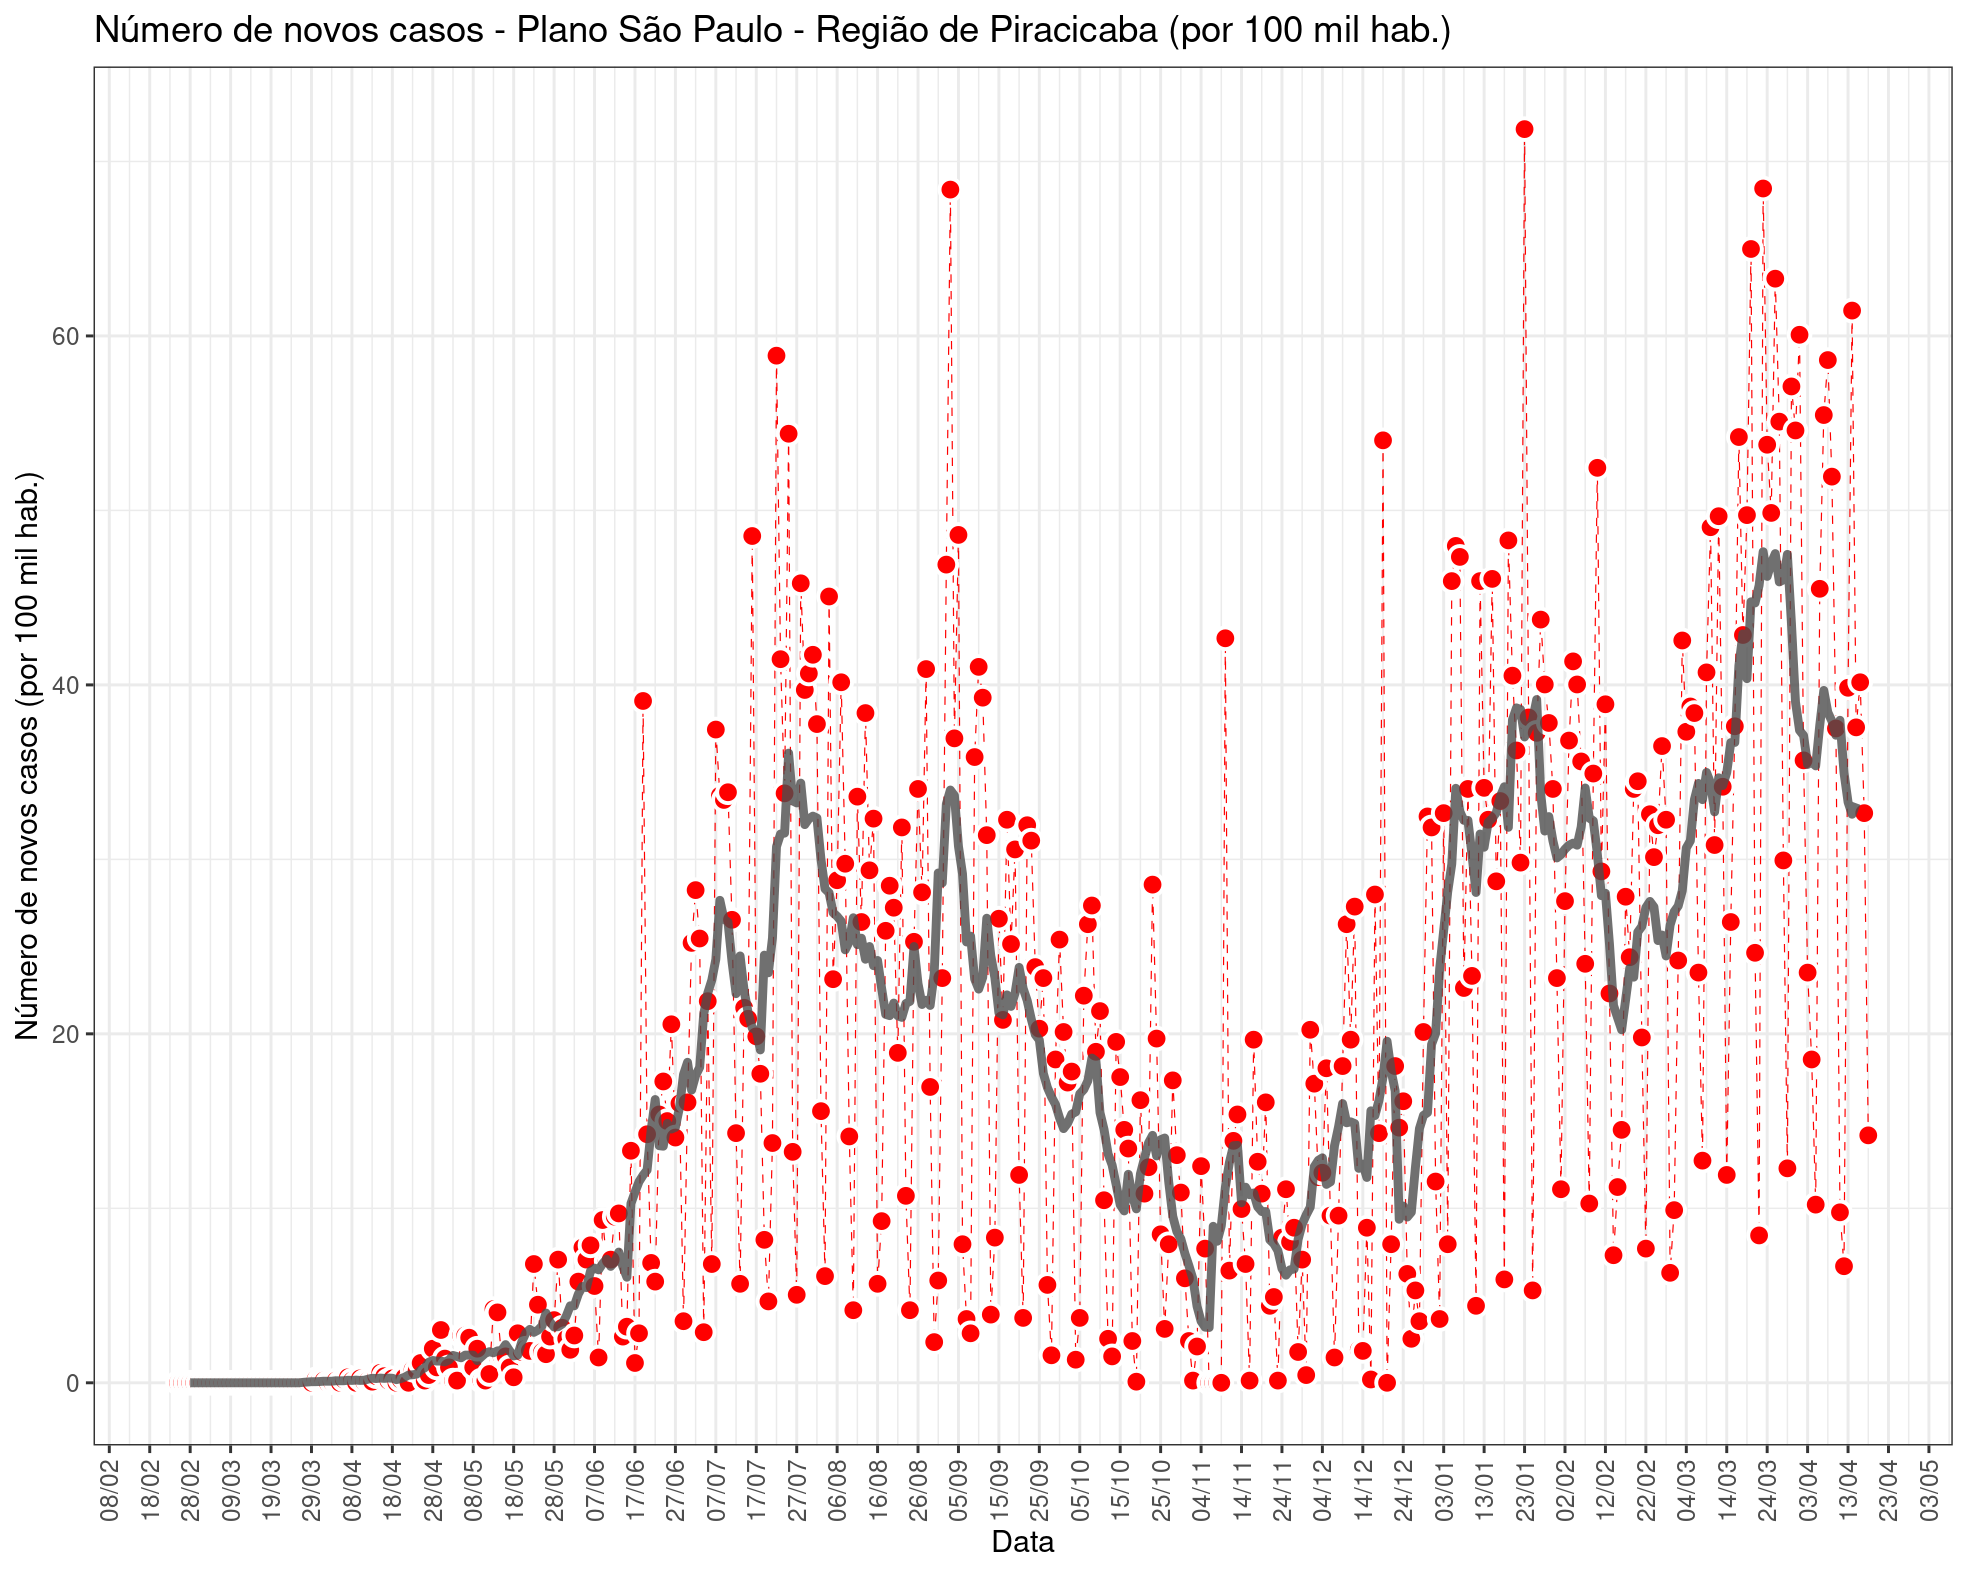 Número de novos casos - Plano São Paulo - Região de Piracicaba (por 100 mil hab.)
Número de novos casos (por 100 mil hab.)
60
40
20
0
08/02 18/02 28/02 09/03 19/03 29/03 08/04 18/04 28/04 08/05 18/05 28/05 07/06 17/06 27/06 07/07 17/07 27/07 06/08 16/08 26/08 05/09 15/09 25/09 05/10 15/10 25/10 04/11 14/11 24/11 04/12 14/12 24/12 03/01 13/01 23/01 02/02 12/02 22/02 04/03 14/03 24/03 03/04 13/04 23/04 03/05
Data